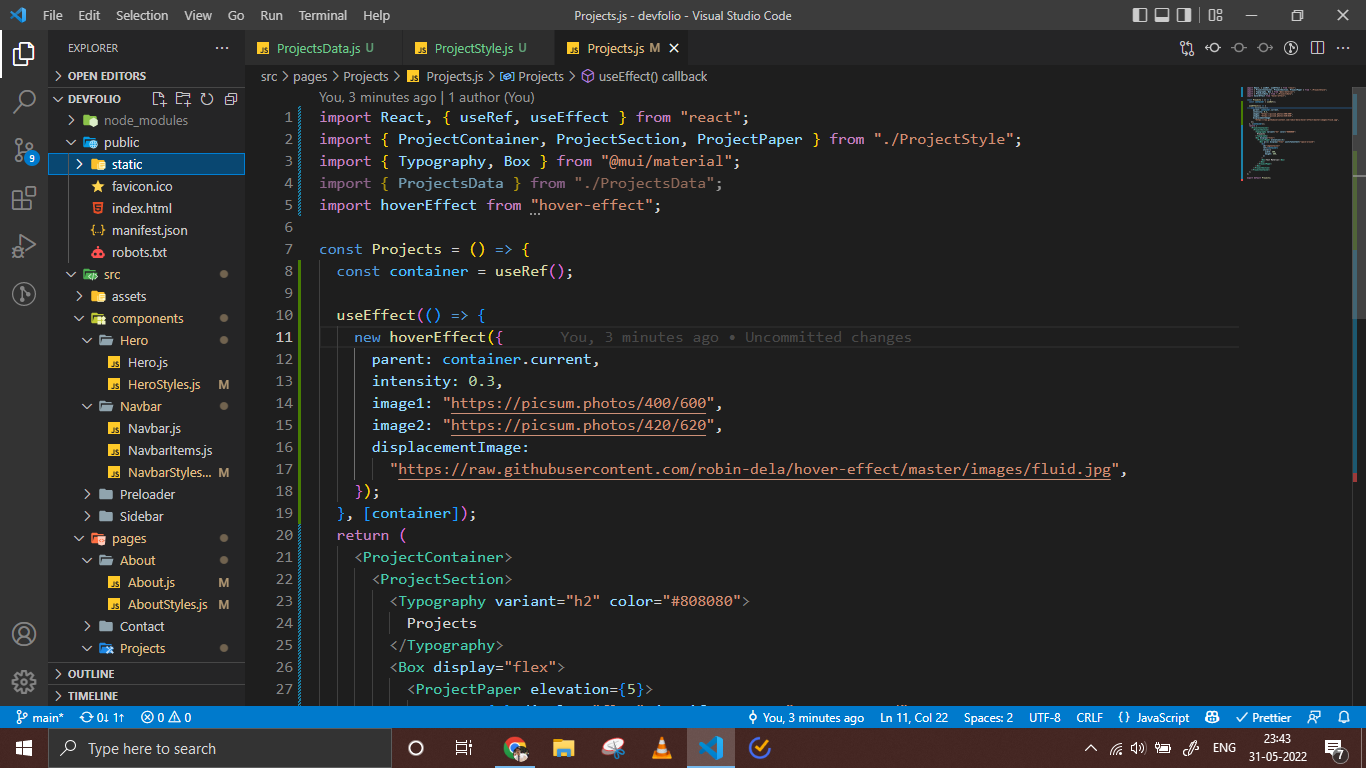 File Edit Selection View Go Run Terminal Help
Projects.js - devfolio - Visual Studio Code
EXPLORER
OPEN EDITORS
DEVFOLIO
node_modules
public
static
favicon.ico
index.html
manifest.json
robots.txt
src
assets
components
Hero
Hero.js
HeroStyles.js M
Navbar
Navbar.js
NavbarItems.js
NavbarStyles... M
Preloader
Sidebar
pages
About
About.js M
AboutStyles.js M
Contact
Projects
OUTLINE
TIMELINE
9
ProjectsData.js U
ProjectStyle.js U
Projects.js M
src > pages > Projects > Projects.js > Projects > useEffect() callback
You, 3 minutes ago | 1 author (You)
1 import React, { useRef, useEffect } from "react";
2 import { ProjectContainer, ProjectSection, ProjectPaper } from "./ProjectStyle";
3 import { Typography, Box } from "@mui/material";
4 import { ProjectsData } from "./ProjectsData";
5 import hoverEffect from "hover-effect";
6
7 const Projects = () => {
8 const container = useRef();
9
10 useEffect(() => {
11 new hoverEffect({ You, 3 minutes ago • Uncommitted changes
12 parent: container.current,
13 intensity: 0.3,
14 image1: "https://picsum.photos/400/600",
15 image2: "https://picsum.photos/420/620",
16 displacementImage:
17 "https://raw.githubusercontent.com/robin-dela/hover-effect/master/images/fluid.jpg",
18 });
19 }, [container]);
20 return (
21 <ProjectContainer>
22 <ProjectSection>
23 <Typography variant="h2" color="#808080">
24 Projects
25 </Typography>
26 <Box display="flex">
27 <ProjectPaper elevation={5}>
main* 0↓ 1↑ 0 0
You, 3 minutes ago Ln 11, Col 22 Spaces: 2 UTF-8 CRLF {} JavaScript Prettier
Type here to search
ENG
23:43
31-05-2022
7